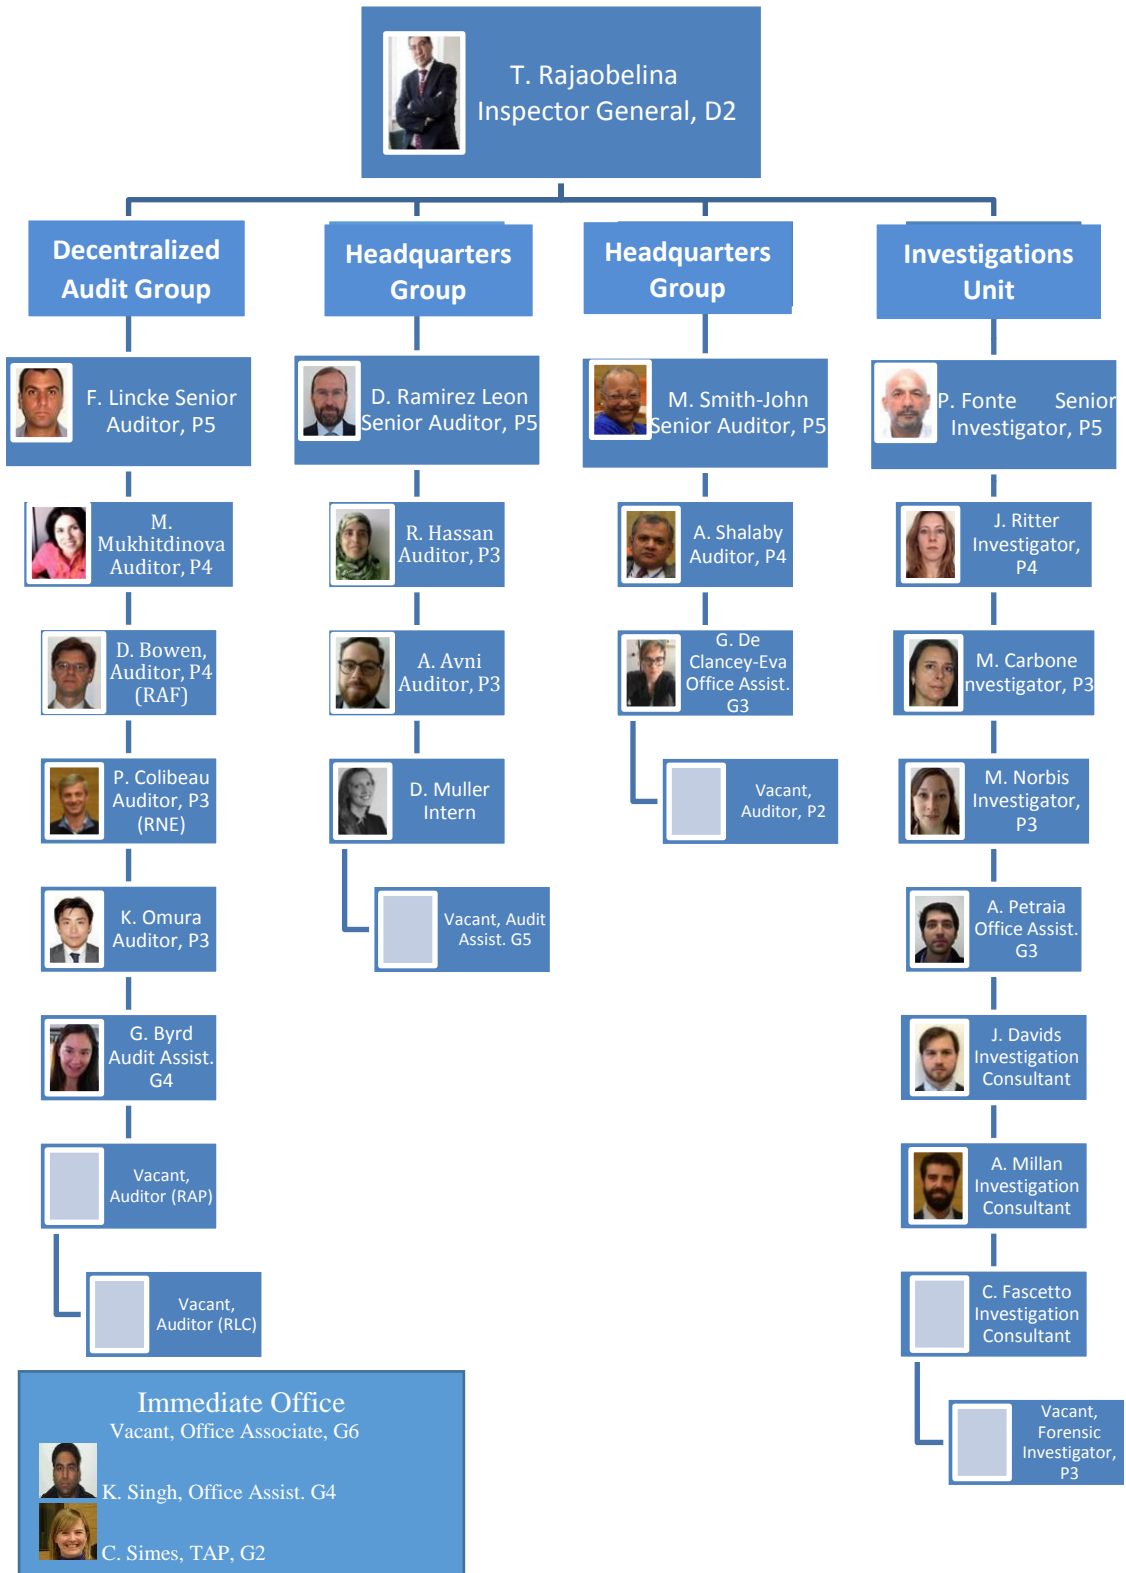 T. Rajaobelina
Inspector General, D2
Decentralized
Audit Group
F. Lincke Senior
Auditor, P5
M.
Mukhitdinova
Auditor, P4
D. Bowen,
Auditor, P4
(RAF)
P. Colibeau
Auditor, P3
(RNE)
K. Omura
Auditor, P3
G. Byrd
Audit Assist.
G4
Vacant,
Auditor (RAP)
Vacant,
Auditor (RLC)
Headquarters
Group
D. Ramirez Leon
Senior Auditor, P5
R. Hassan
Auditor, P3
A. Avni
Auditor, P3
D. Muller
Intern
Vacant, Audit
Assist. G5
Headquarters
Group
M. Smith-John
Senior Auditor, P5
A. Shalaby
Auditor, P4
G. De
Clancey-Eva
Office Assist.
G3
Vacant,
Auditor, P2
Investigations
Unit
P. Fonte Senior
Investigator, P5
J. Ritter
Investigator,
P4
M. Carbone
nvestigator, P3
M. Norbis
Investigator,
P3
A. Petraia
Office Assist.
G3
J. Davids
Investigation
Consultant
A. Millan
Investigation
Consultant
C. Fascetto
Investigation
Consultant
Vacant,
Forensic
Investigator,
P3
Immediate Office
Vacant, Office Associate, G6
K. Singh, Office Assist. G4
C. Simes, TAP, G2